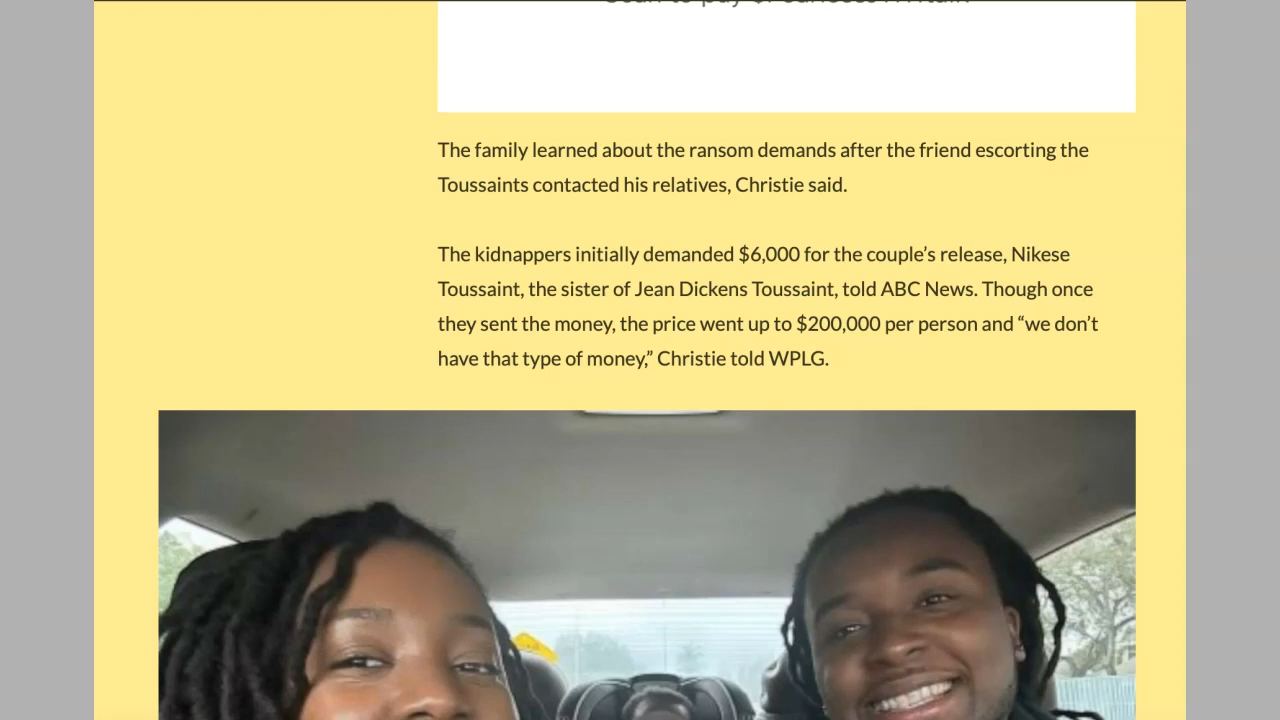 The family learned about the ransom demands after the friend escorting the
Toussaints contacted his relatives, Christie said.
The kidnappers initially demanded $6,000 for the couple’s release, Nikese
Toussaint, the sister of Jean Dickens Toussaint, told ABC News. Though once
they sent the money, the price went up to $200,000 per person and “we don’t
have that type of money,” Christie told WPLG.